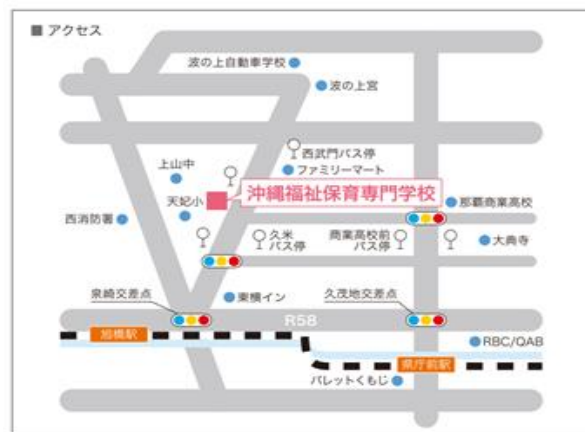 ■ アクセス
波の上自動車学校
波の上宮
西武門バス停
上山中
ファミリーマート
沖縄福祉保育専門学校
天妃小
那覇商業高校
西消防署
久米
バス停
商業高校前
バス停
大典寺
泉崎交差点
東横イン
久茂地交差点
R58
旭橋駅
RBC/QAB
県庁前駅
パレットくもじ